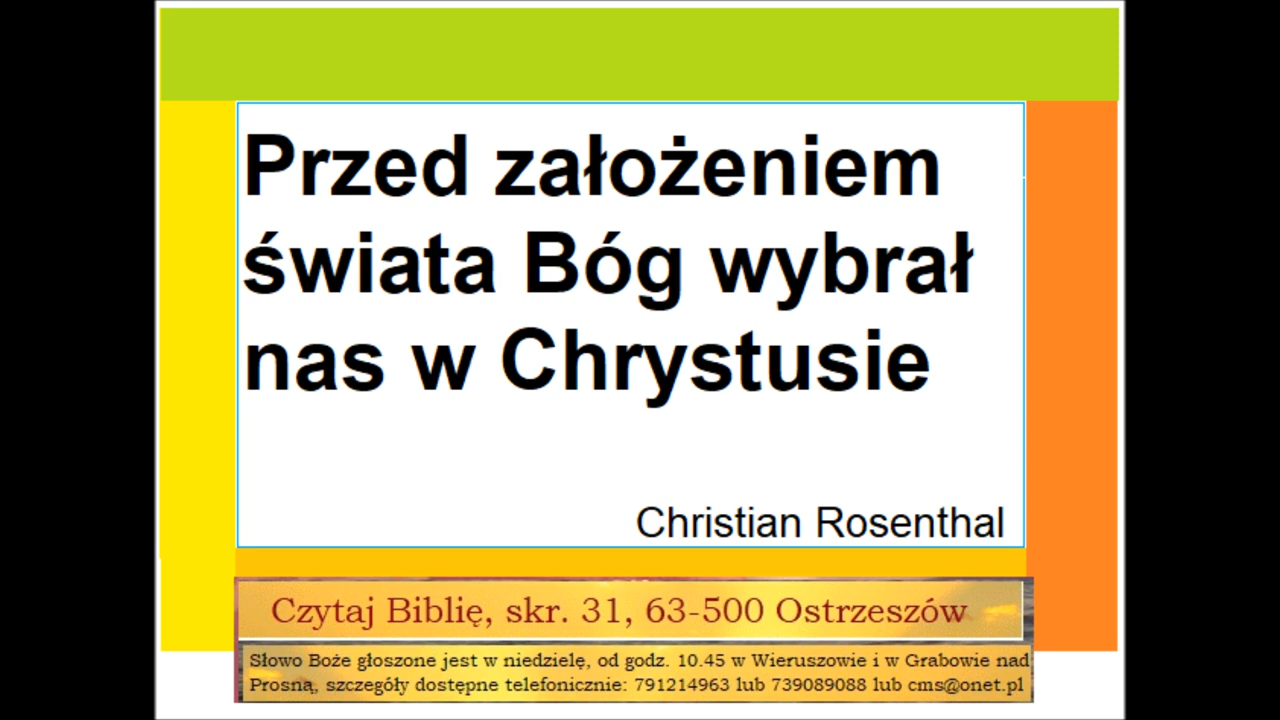 Przed założeniem
świata Bóg wybrał
nas w Chrystusie
Christian Rosenthal
Czytaj Biblię, skr. 31, 63-500 Ostrzeszów
Słowo Boże głoszone jest w niedzielę, od godz. 10.45 w Wieruszowie i w Grabowie nad
Prosną, szczegóły dostępne telefonicznie: 791214963 lub 739089088 lub cms@onet.pl